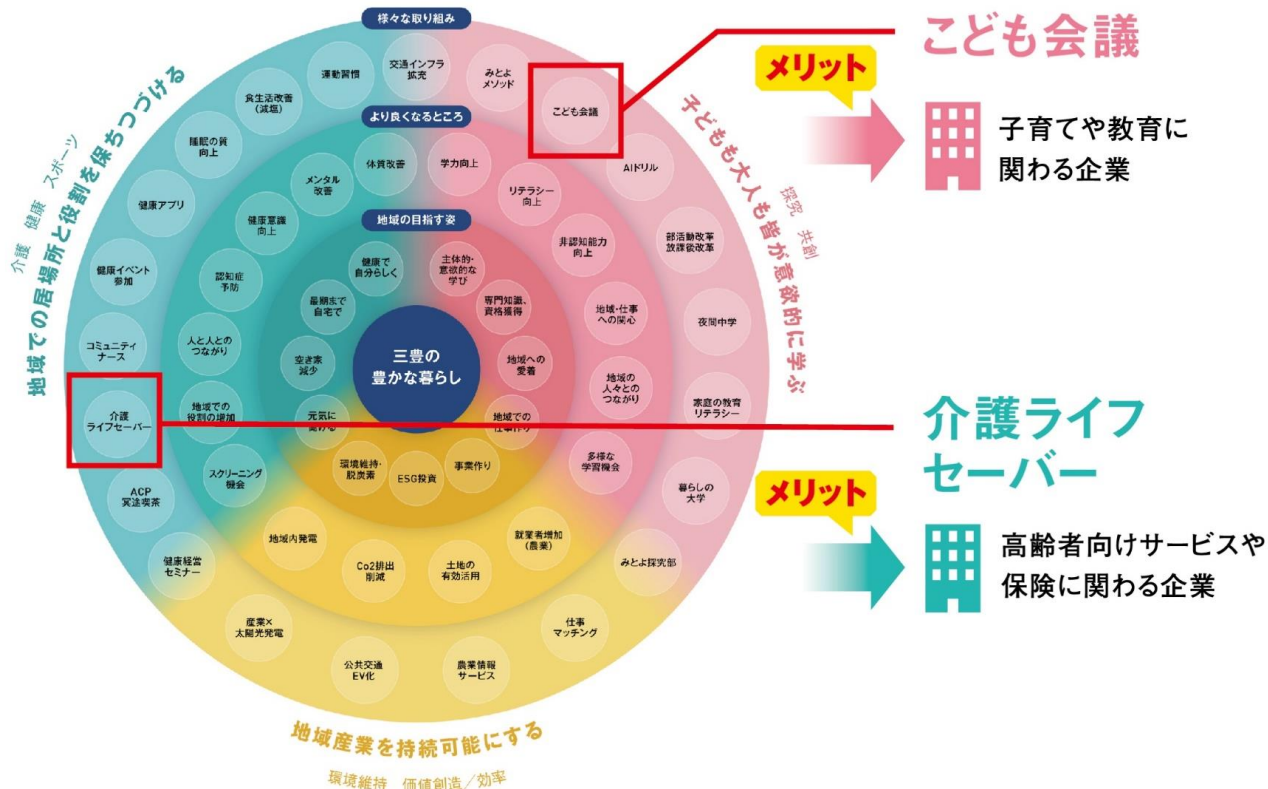 様々な取り組み
交通インフラ
拡充
みとよ
メソッド
こども会議
AIドリル
部活動改革
放課後改革
夜間中学
家庭の教育
リテラシー
暮らしの
大学
みとよ探究部
仕事
マッチング
農業情報
サービス
公共交通
EV化
産業×
太陽光発電
健康経営
セミナー
ACP
冥途喫茶
介護
ライフセーバー
コミュニティ
ナース
健康イベント
参加
健康アプリ
睡眠の質
向上
食生活改善
(減塩)
運動習慣
より良くなるところ
体質改善
学力向上
リテラシー
向上
非認知能力
向上
地域・仕事
への関心
地域の
人々との
つながり
多様な
学習機会
就業者増加
(農業)
土地の
有効活用
Co2排出
削減
地域内発電
スクリーニング
機会
地域での
役割の増加
人と人との
つながり
認知症
予防
健康意識
向上
メンタル
改善
地域の目指す姿
健康で
自分らしく
主体的・
意欲的な
学び
専門知識、
資格獲得
地域への
愛着
地域での
仕事作り
事業作り
ESG投資
環境維持・
脱炭素
元気に
働ける
空き家
減少
最期まで
自宅で
三豊の
豊かな暮らし
地域での居場所と役割を保ちつづける
介護 健康 スポーツ
子どもも大人も皆が意欲的に学ぶ
探究 共創
地域産業を持続可能にする
環境維持 価値創造／効率
こども会議
メリット
子育てや教育に
関わる企業
介護ライフ
セーバー
メリット
高齢者向けサービスや
保険に関わる企業